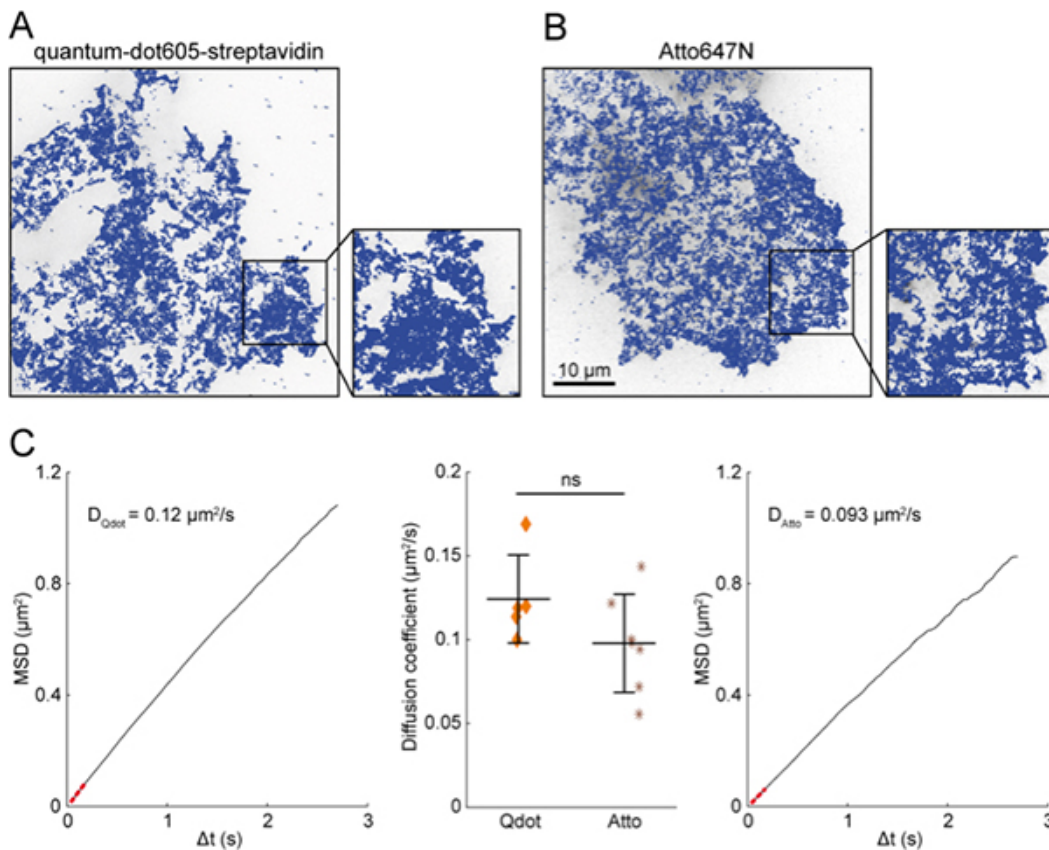 A
quantum-dot605-streptavidin
B
Atto647N
10 µm
C
1.2
0.8
0.4
0
MSD (µm²)
D_Qdot = 0.12 µm²/s
0 1 2 3
Δt (s)
0.2
0.15
0.1
0.05
0
Diffusion coefficient (µm²/s)
ns
Qdot Atto
1.2
0.8
0.4
0
MSD (µm²)
D_Atto = 0.093 µm²/s
0 1 2 3
Δt (s)